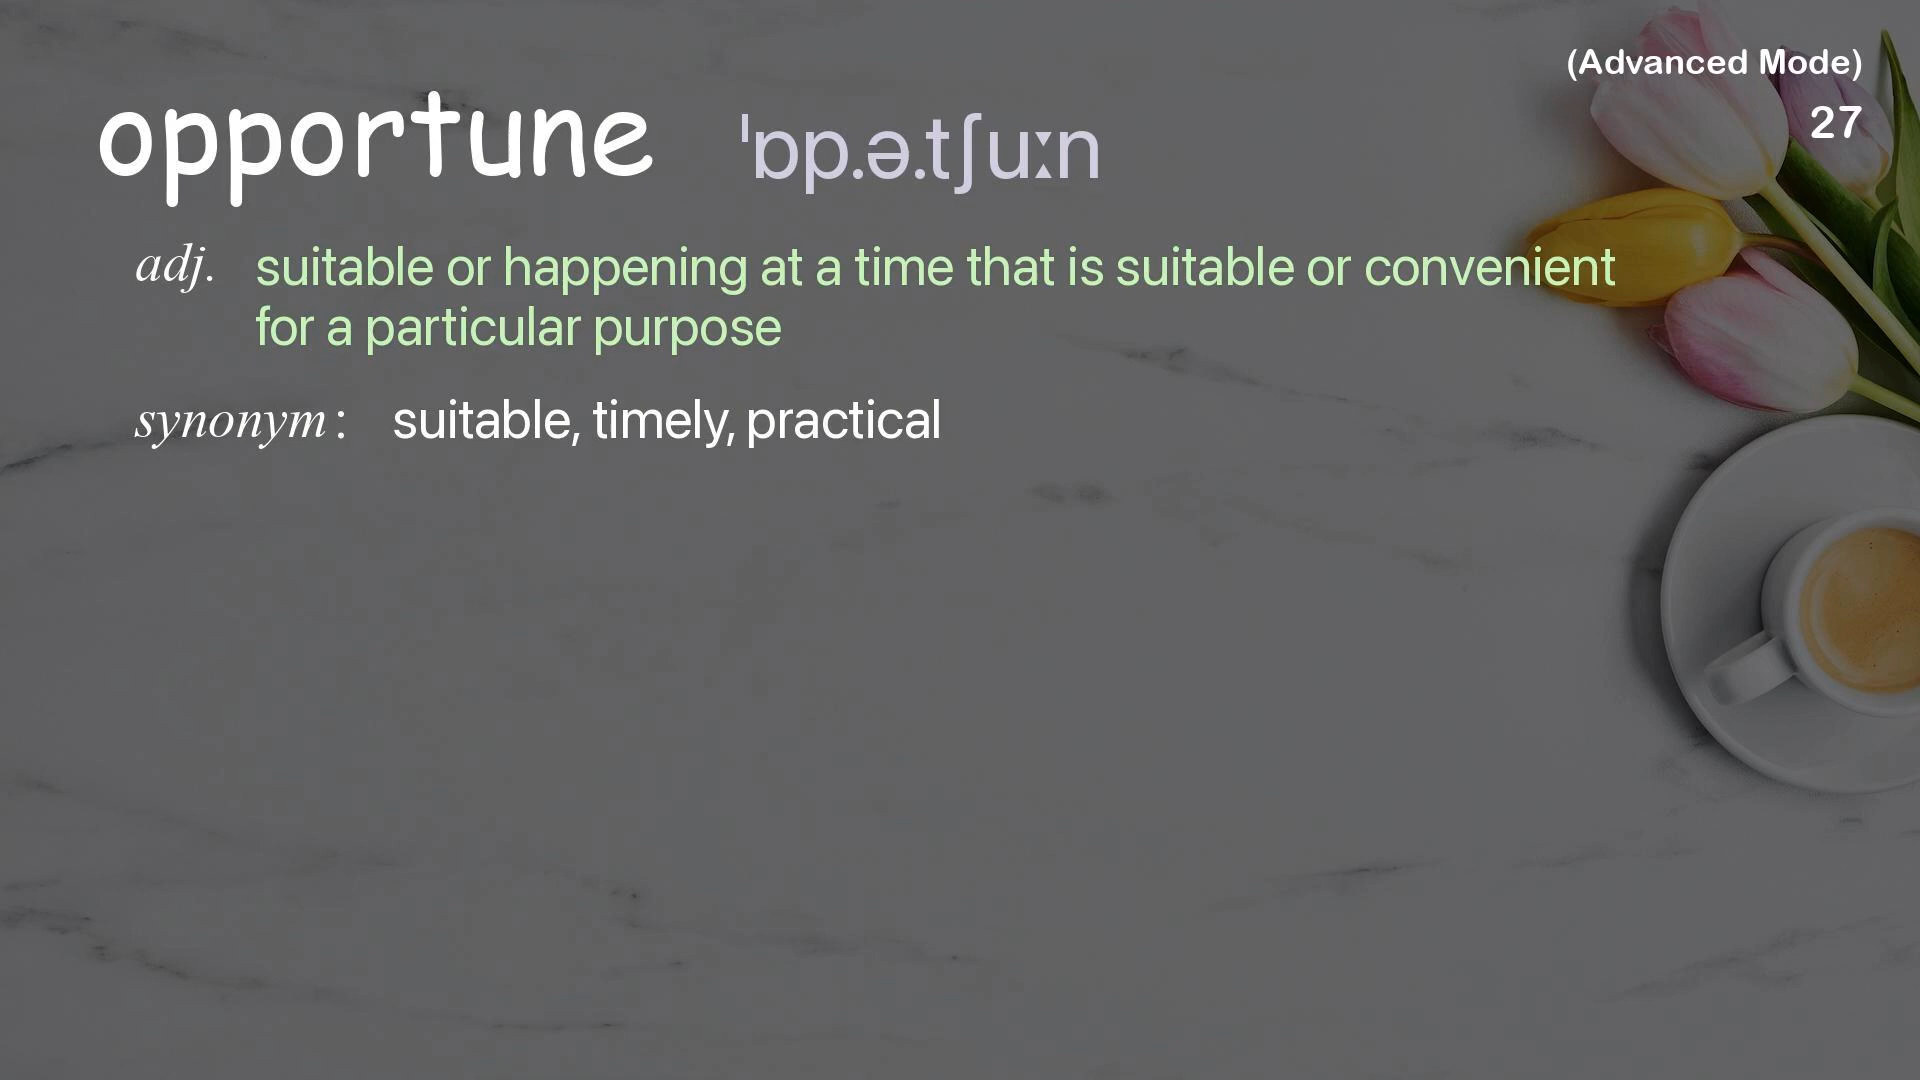 (Advanced Mode)
27
opportune ˈɒp.ə.tʃuːn
adj. suitable or happening at a time that is suitable or convenient
for a particular purpose
synonym : suitable, timely, practical